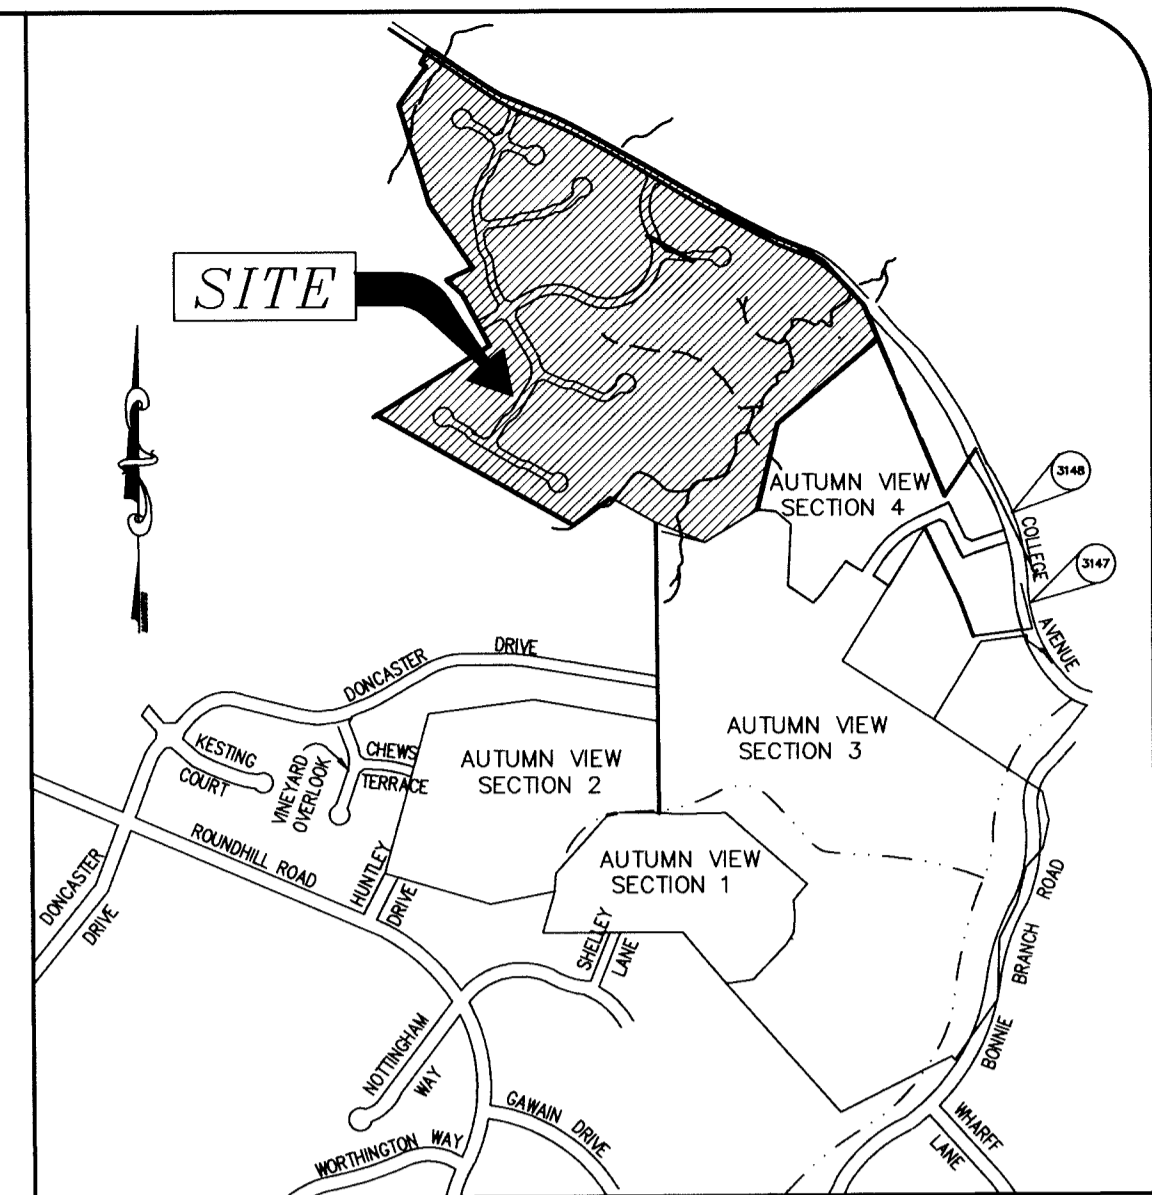 SITE
AUTUMN VIEW
SECTION 4
3148
COLLEGE
3147
AVENUE
DONCASTER
DRIVE
KESTING
COURT
VINEYARD
OVERLOOK
CHEWS
TERRACE
AUTUMN VIEW
SECTION 2
AUTUMN VIEW
SECTION 3
AUTUMN VIEW
SECTION 1
ROUNDHILL ROAD
HUNTLEY
DRIVE
DONCASTER
DRIVE
SHELLEY
LANE
BONNIE BRANCH ROAD
NOTTINGHAM
WAY
GAWAIN DRIVE
WORTHINGTON WAY
WHARFF
LANE